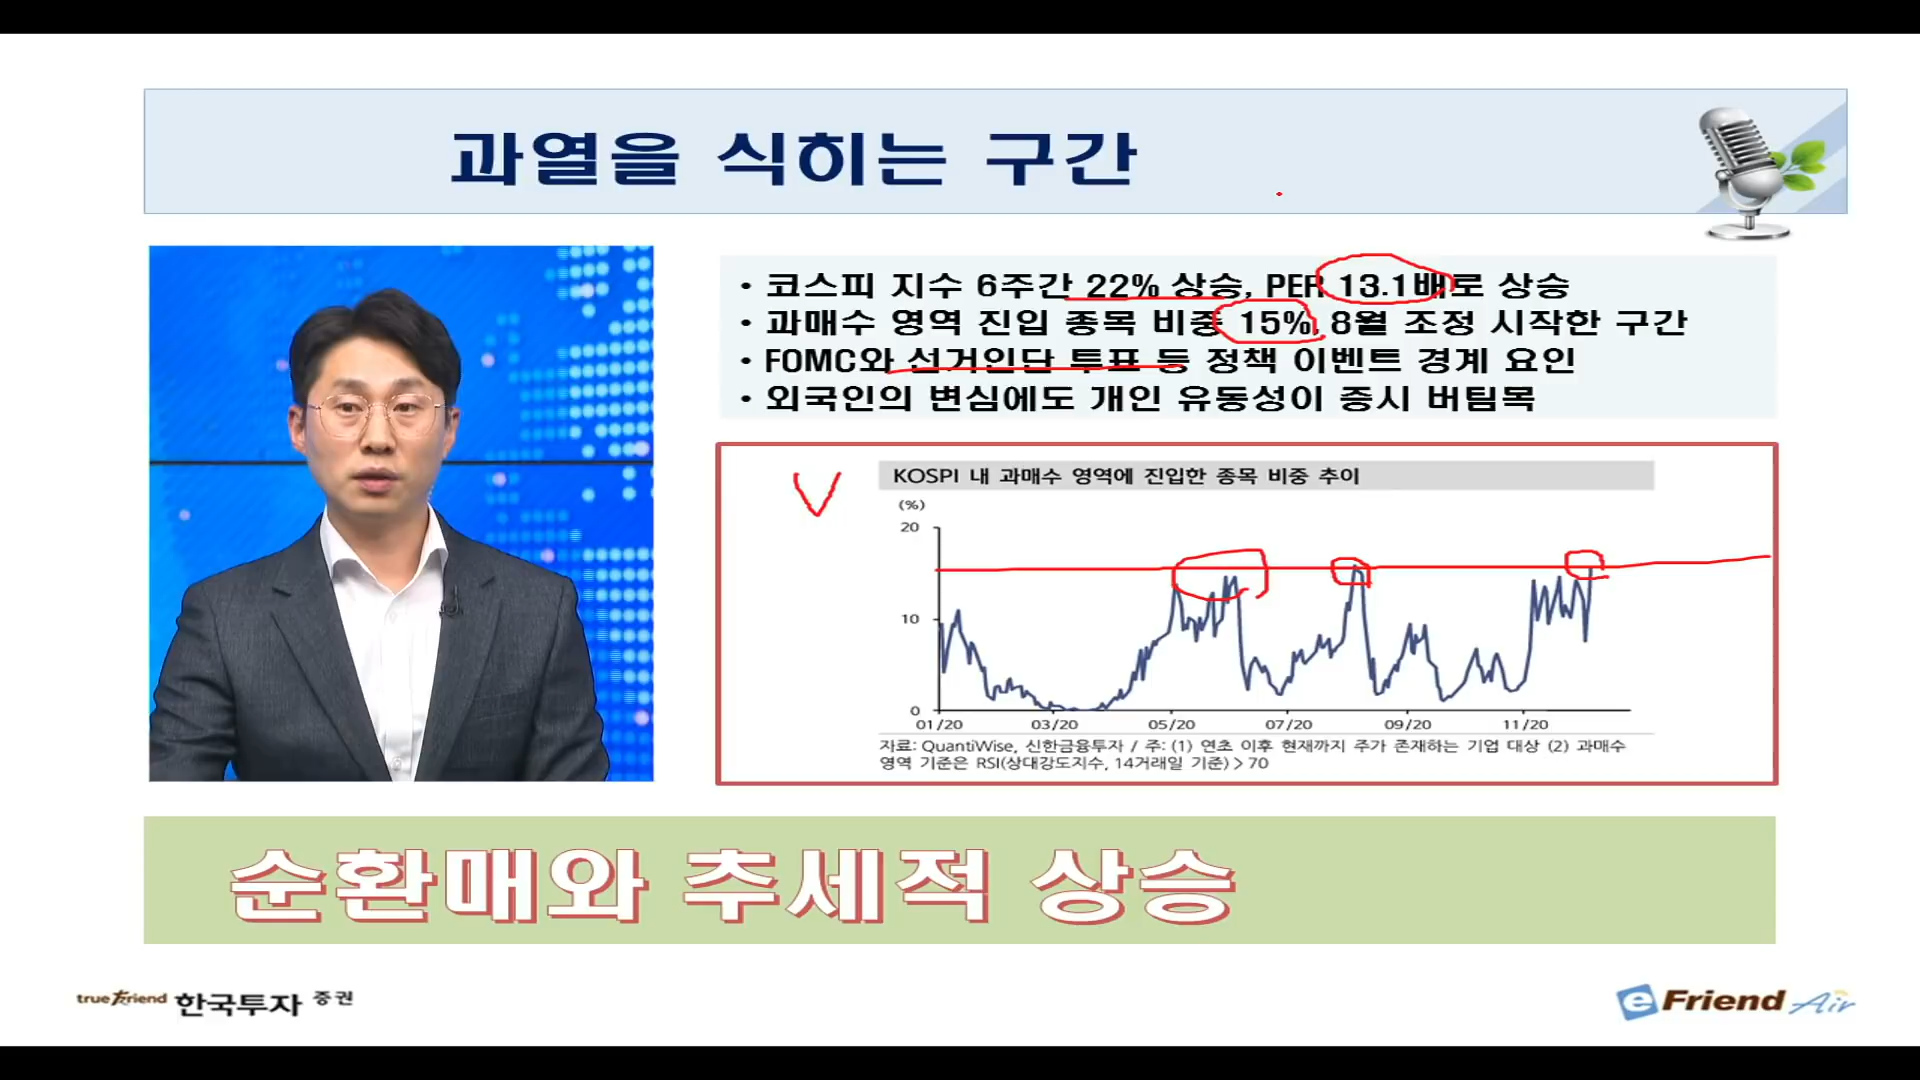 과열을 식히는 구간
• 코스피 지수 6주간 22% 상승, PER 13.1배로 상승
• 과매수 영역 진입 종목 비중 15%, 8월 조정 시작한 구간
• FOMC와 선거인단 투표 등 정책 이벤트 경계 요인
• 외국인의 변심에도 개인 유동성이 증시 버팀목
KOSPI 내 과매수 영역에 진입한 종목 비중 추이
(%)
20
10
0
01/20 03/20 05/20 07/20 09/20 11/20
자료: QuantiWise, 신한금융투자 / 주: (1) 연초 이후 현재까지 주가 존재하는 기업 대상 (2) 과매수
영역 기준은 RSI(상대강도지수, 14거래일 기준) > 70
순환매와 추세적 상승
true friend 한국투자 증권
e Friend Air